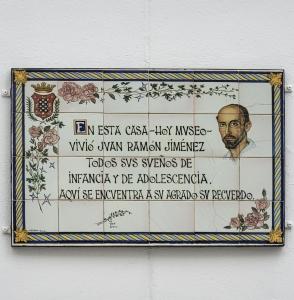 EN ESTA CASA-HOY MVSEO-
VIVIÓ JVAN RAMÓN JIMÉNEZ
TODOS SVS SVEÑOS DE
INFANCIA Y DE ADOLESCENCIA.
AQVÍ SE ENCVENTRA A SV AGRADO SV RECVERDO.